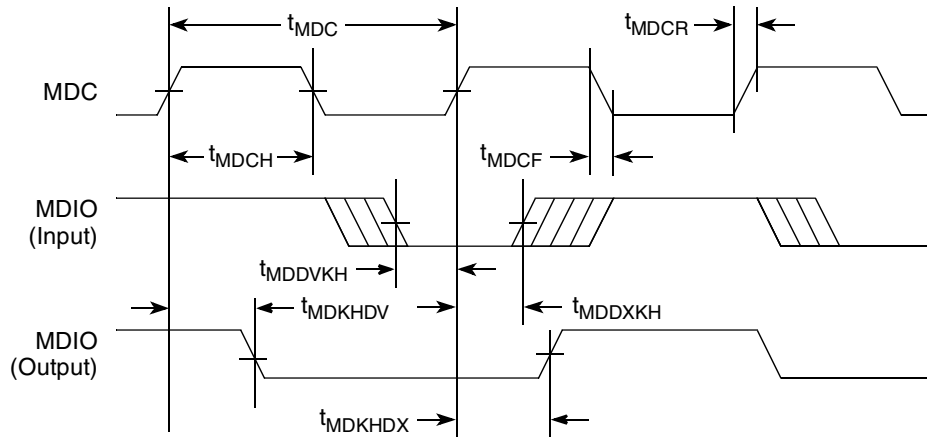 tMDC
tMDCR
MDC
tMDCH
tMDCF
MDIO
(Input)
tMDDVKH
tMDKHDV
tMDDXKH
MDIO
(Output)
tMDKHDX